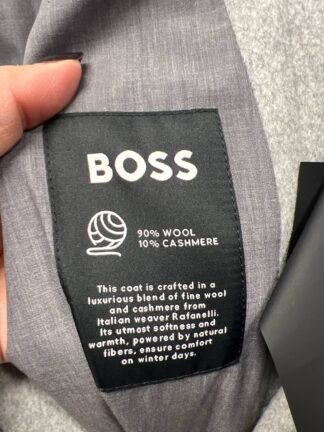 BOSS
90% WOOL
10% CASHMERE
This coat is crafted in a
luxurious blend of fine wool
and cashmere from
Italian weaver Rafanelli.
Its utmost softness and
warmth, powered by natural
fibers, ensure comfort
on winter days.